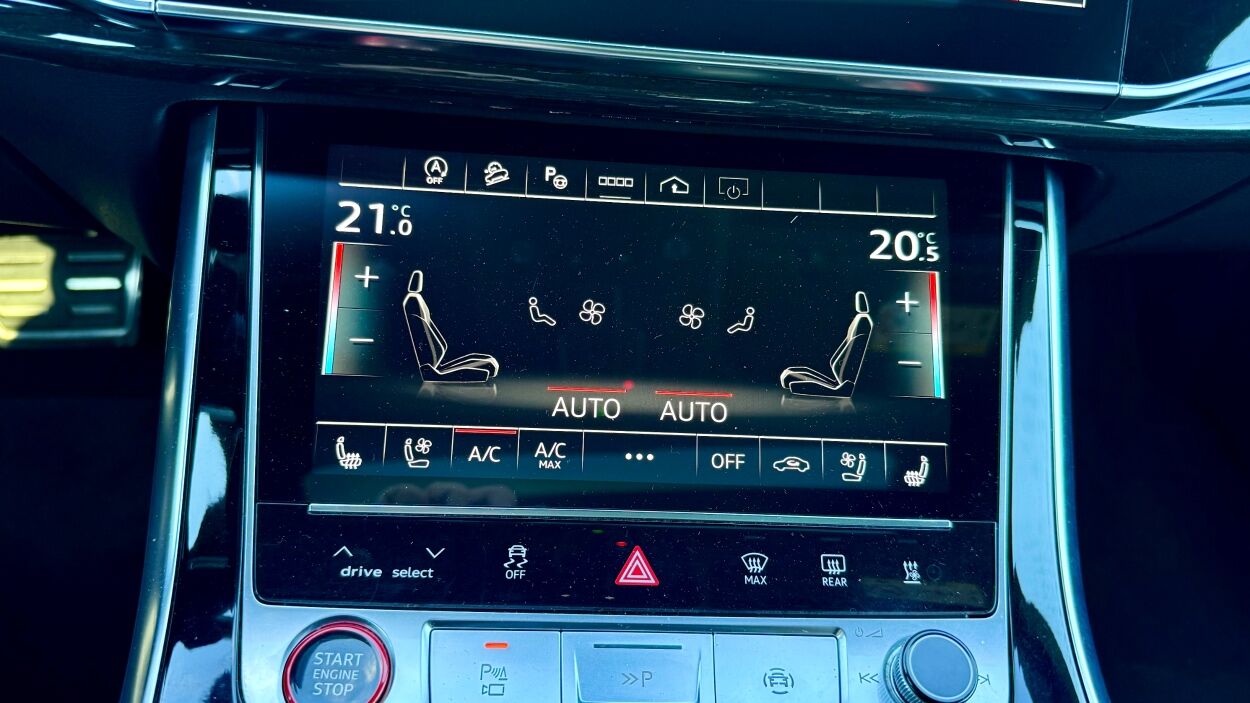 A
OFF
P
21.0 °C
20.5 °C
+
+
−
−
AUTO AUTO
A/C
A/C
MAX
•••
OFF
drive select
OFF
MAX
REAR
START
ENGINE
STOP
P
>>P